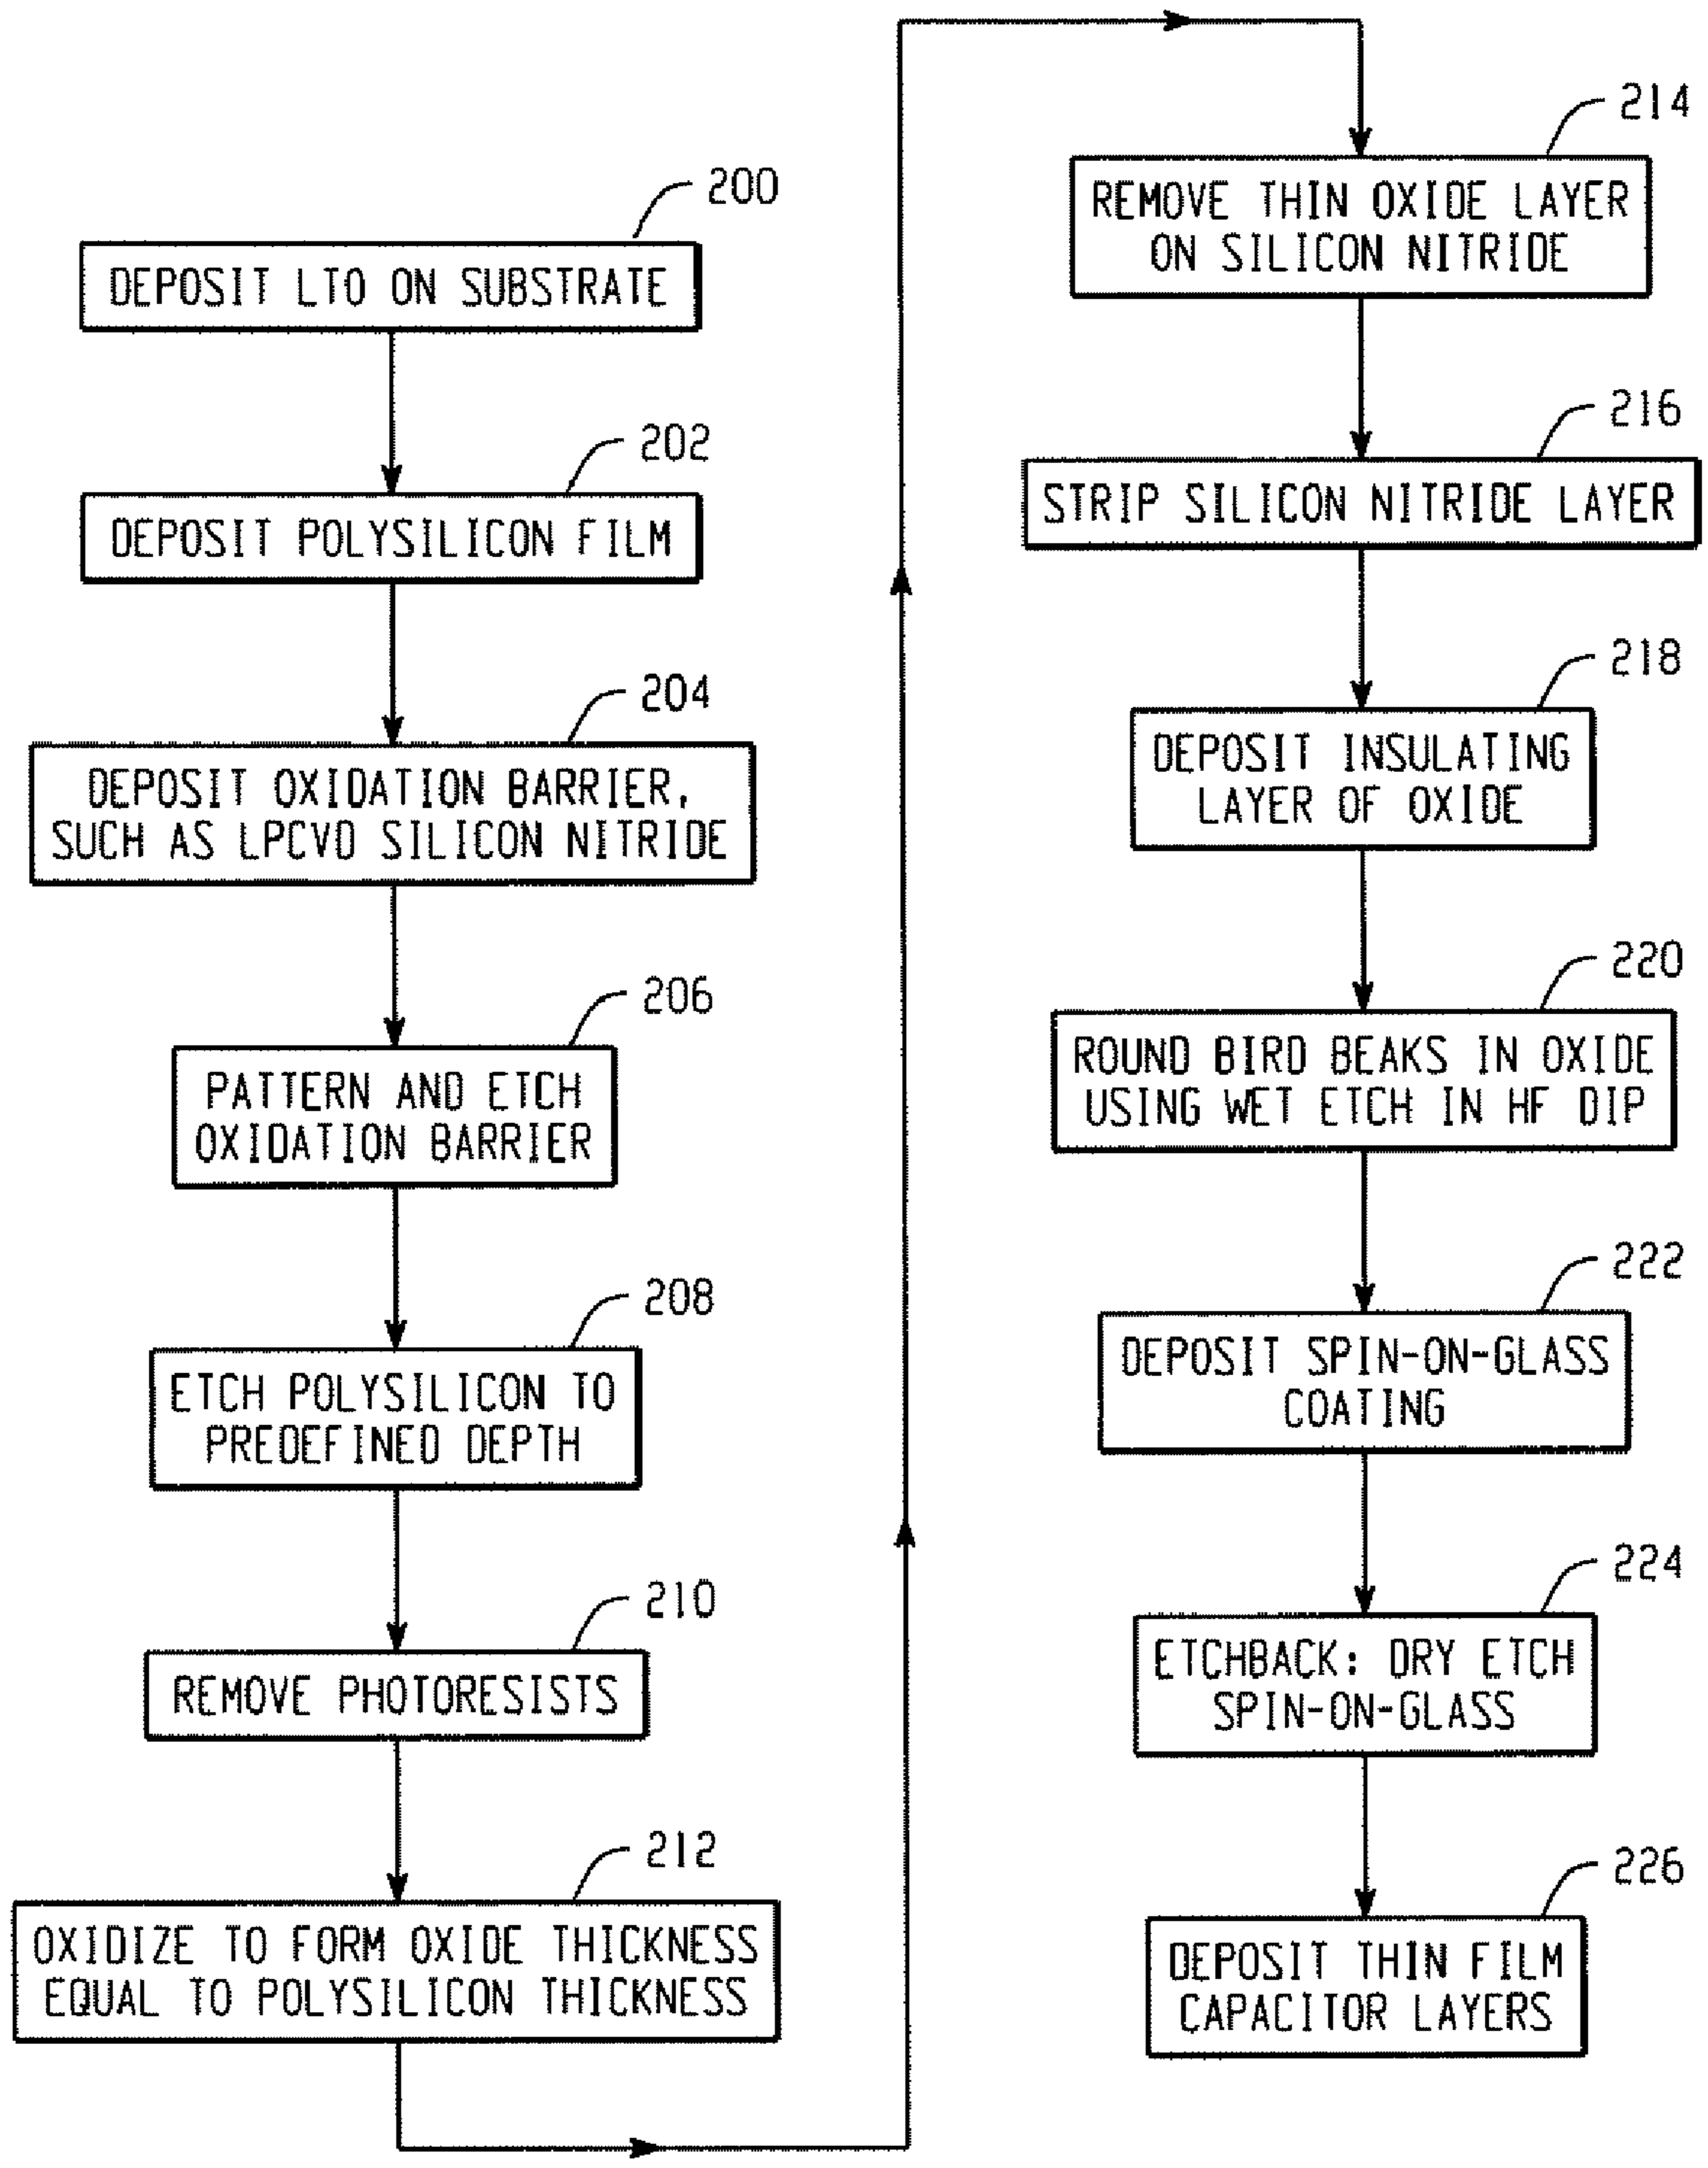 200
DEPOSIT LTO ON SUBSTRATE
202
DEPOSIT POLYSILICON FILM
204
DEPOSIT OXIDATION BARRIER,
SUCH AS LPCVD SILICON NITRIDE
206
PATTERN AND ETCH
OXIDATION BARRIER
208
ETCH POLYSILICON TO
PREDEFINED DEPTH
210
REMOVE PHOTORESISTS
212
OXIDIZE TO FORM OXIDE THICKNESS
EQUAL TO POLYSILICON THICKNESS
214
REMOVE THIN OXIDE LAYER
ON SILICON NITRIDE
216
STRIP SILICON NITRIDE LAYER
218
DEPOSIT INSULATING
LAYER OF OXIDE
220
ROUND BIRD BEAKS IN OXIDE
USING WET ETCH IN HF DIP
222
DEPOSIT SPIN-ON-GLASS
COATING
224
ETCHBACK: DRY ETCH
SPIN-ON-GLASS
226
DEPOSIT THIN FILM
CAPACITOR LAYERS